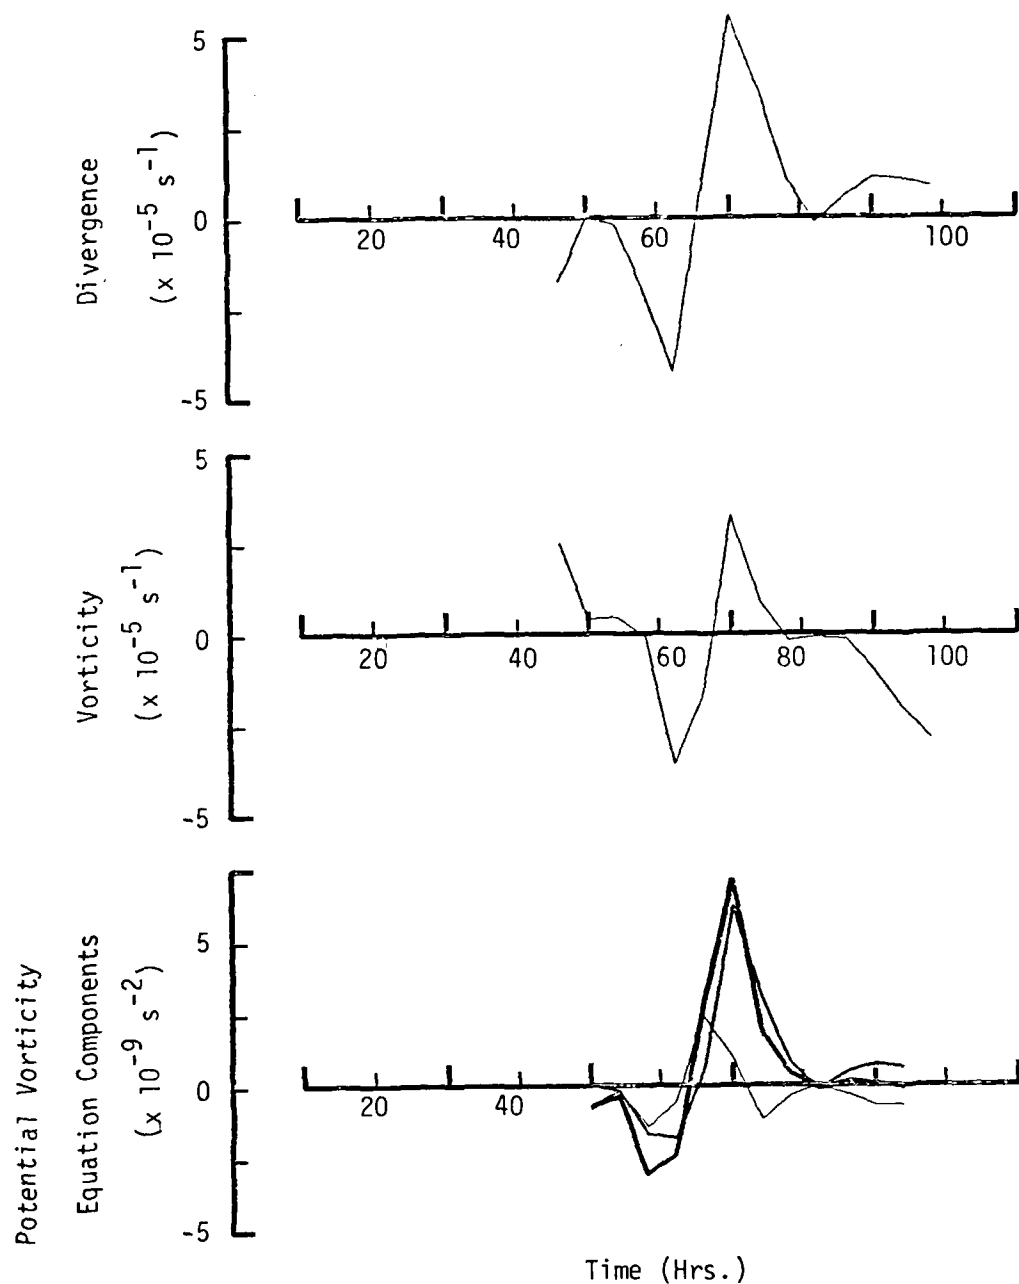 Divergence
(x 10⁻⁵ s⁻¹)
5
0
-5
20
40
60
100
Vorticity
(x 10⁻⁵ s⁻¹)
5
0
-5
20
40
60
80
100
Potential Vorticity
Equation Components
(x 10⁻⁹ s⁻²)
5
0
-5
20
40
Time (Hrs.)